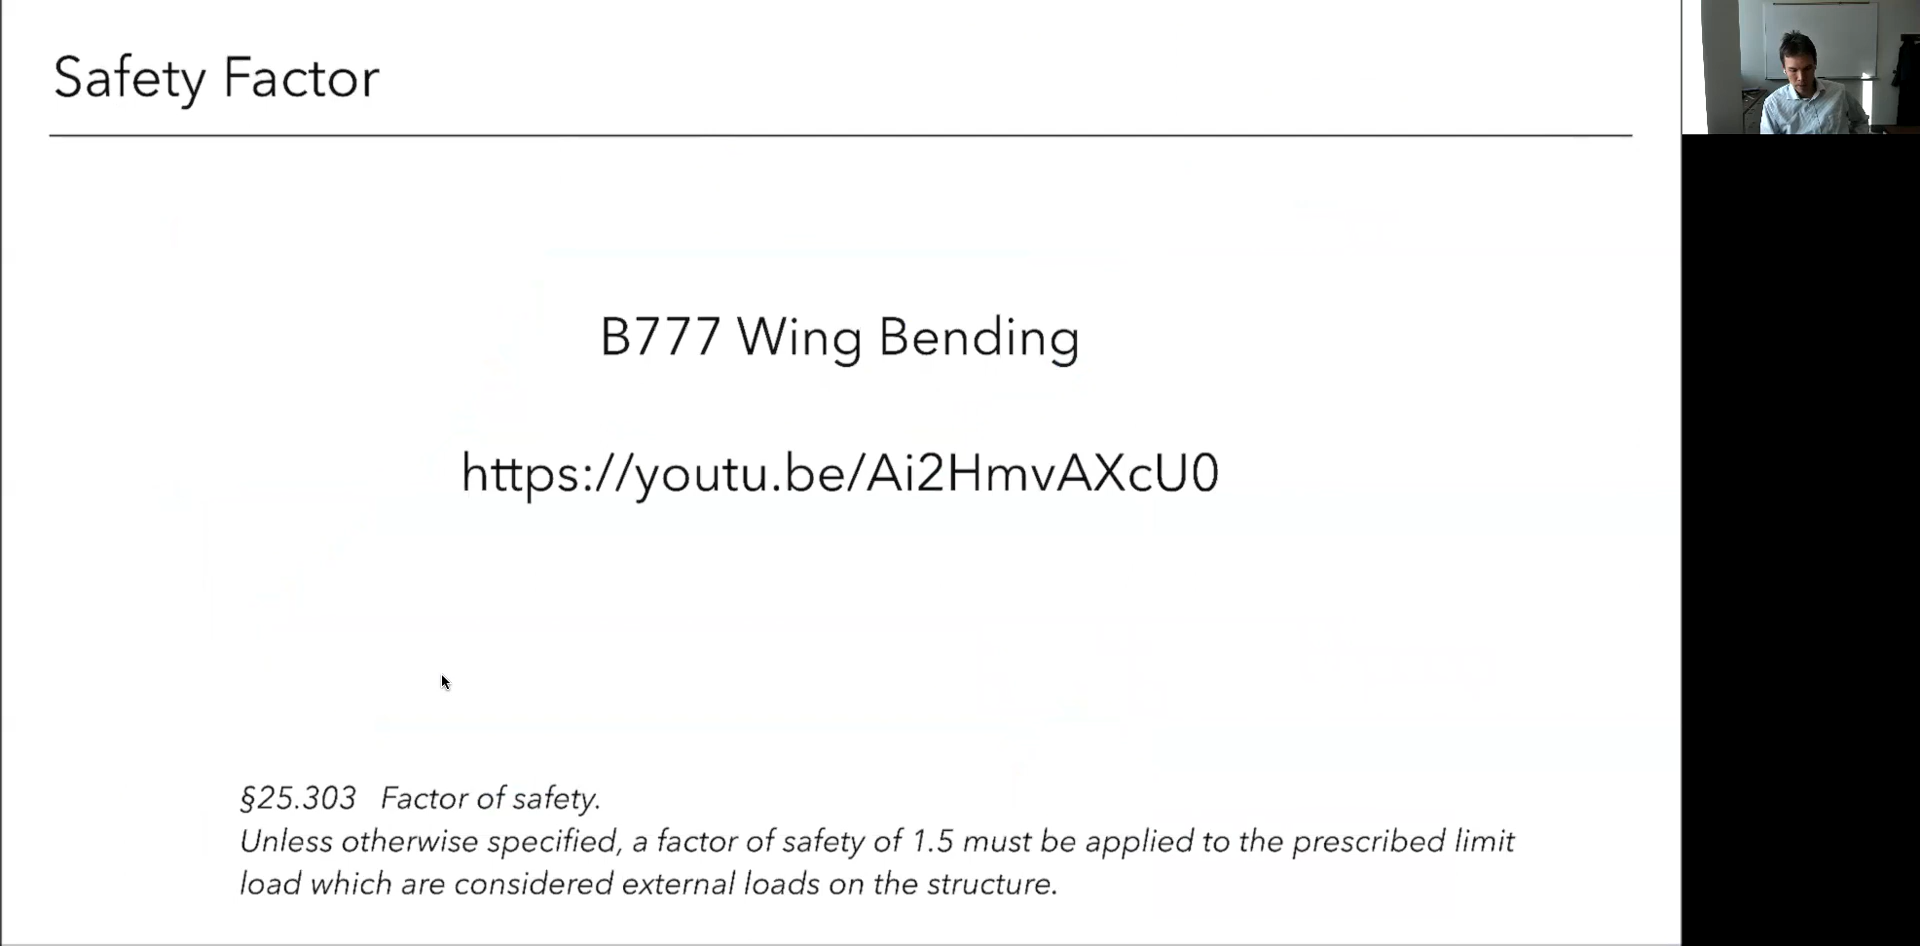 Safety Factor
B777 Wing Bending
https://youtu.be/Ai2HmvAXcU0
§25.303 Factor of safety.
Unless otherwise specified, a factor of safety of 1.5 must be applied to the prescribed limit
load which are considered external loads on the structure.